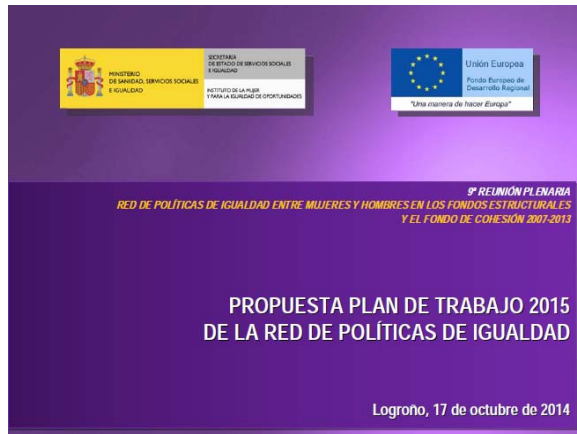 MINISTERIO
DE SANIDAD, SERVICIOS SOCIALES
E IGUALDAD
SECRETARÍA
DE ESTADO DE SERVICIOS SOCIALES
E IGUALDAD
INSTITUTO DE LA MUJER
Y PARA LA IGUALDAD DE OPORTUNIDADES
Unión Europea
Fondo Europeo de
Desarrollo Regional
"Una manera de hacer Europa"
9ª REUNIÓN PLENARIA
RED DE POLÍTICAS DE IGUALDAD ENTRE MUJERES Y HOMBRES EN LOS FONDOS ESTRUCTURALES
Y EL FONDO DE COHESIÓN 2007-2013
PROPUESTA PLAN DE TRABAJO 2015
DE LA RED DE POLÍTICAS DE IGUALDAD
Logroño, 17 de octubre de 2014